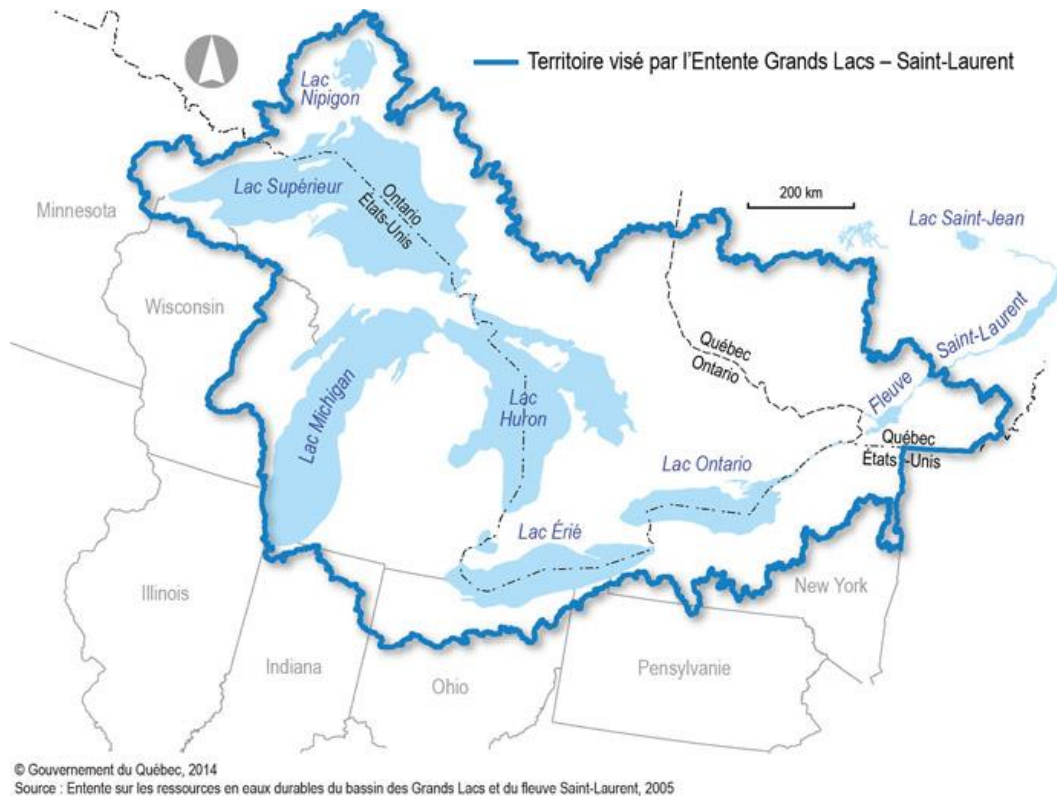 Territoire visé par l'Entente Grands Lacs – Saint-Laurent
Lac
Nipigon
Lac Supérieur
Ontario
États-Unis
Minnesota
200 km
Lac Saint-Jean
Wisconsin
Saint-Laurent
Fleuve
Québec
Ontario
Lac Michigan
Lac
Huron
Québec
États-Unis
Lac Ontario
Lac Érié
Illinois
Indiana
Ohio
Pensylvanie
New York
© Gouvernement du Québec, 2014
Source : Entente sur les ressources en eaux durables du bassin des Grands Lacs et du fleuve Saint-Laurent, 2005